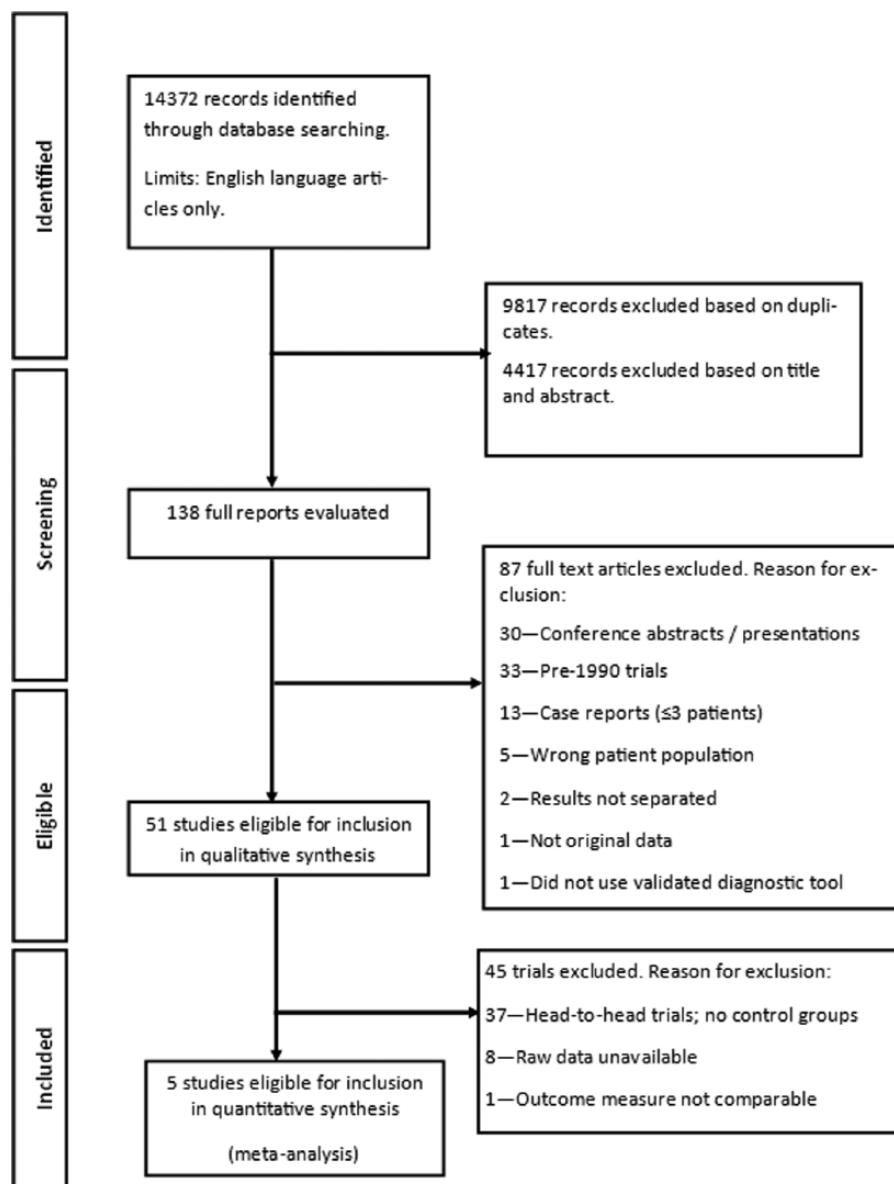 Identified
14372 records identified
through database searching.
Limits: English language arti-
cles only.
9817 records excluded based on dupli-
cates.
4417 records excluded based on title
and abstract.
Screening
138 full reports evaluated
87 full text articles excluded. Reason for ex-
clusion:
30—Conference abstracts / presentations
33—Pre-1990 trials
13—Case reports (≤3 patients)
5—Wrong patient population
2—Results not separated
1—Not original data
1—Did not use validated diagnostic tool
Eligible
51 studies eligible for inclusion
in qualitative synthesis
Included
45 trials excluded. Reason for exclusion:
37—Head-to-head trials; no control groups
8—Raw data unavailable
1—Outcome measure not comparable
5 studies eligible for inclusion
in quantitative synthesis
(meta-analysis)